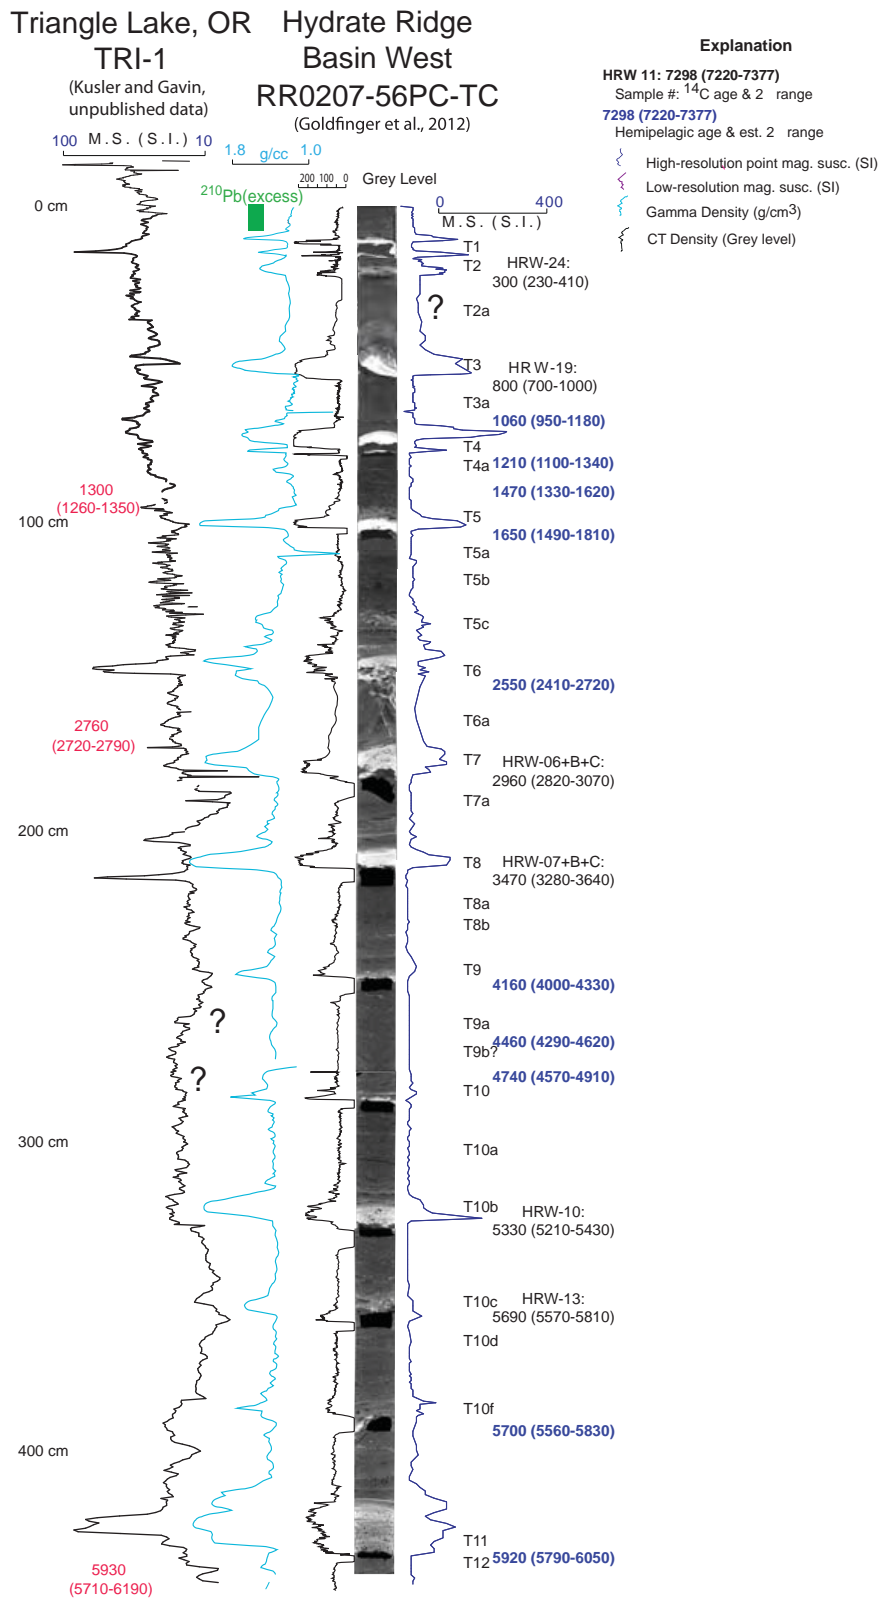 Triangle Lake, OR
TRI-1
(Kusler and Gavin,
unpublished data)
100 M.S. (S.I.) 10
Hydrate Ridge
Basin West
RR0207-56PC-TC
(Goldfinger et al., 2012)
1.8 g/cc 1.0
200 100 0
Grey Level
210Pb(excess)
0 400
M.S. (S.I.)
Explanation
HRW 11: 7298 (7220-7377)
Sample #: 14C age & 2 range
7298 (7220-7377)
Hemipelagic age & est. 2 range
High-resolution point mag. susc. (SI)
Low-resolution mag. susc. (SI)
Gamma Density (g/cm3)
CT Density (Grey level)
0 cm
T1
T2
HRW-24:
300 (230-410)
?
T2a
T3
HRW-19:
800 (700-1000)
T3a
1060 (950-1180)
T4
T4a
1210 (1100-1340)
1300
(1260-1350)
1470 (1330-1620)
100 cm
T5
1650 (1490-1810)
T5a
T5b
T5c
T6
2550 (2410-2720)
2760
(2720-2790)
T6a
T7
HRW-06+B+C:
2960 (2820-3070)
T7a
200 cm
T8
HRW-07+B+C:
3470 (3280-3640)
T8a
T8b
T9
4160 (4000-4330)
?
T9a
4460 (4290-4620)
T9b?
?
4740 (4570-4910)
T10
300 cm
T10a
T10b
HRW-10:
5330 (5210-5430)
T10c
HRW-13:
5690 (5570-5810)
T10d
T10f
5700 (5560-5830)
400 cm
T11
T12
5920 (5790-6050)
5930
(5710-6190)